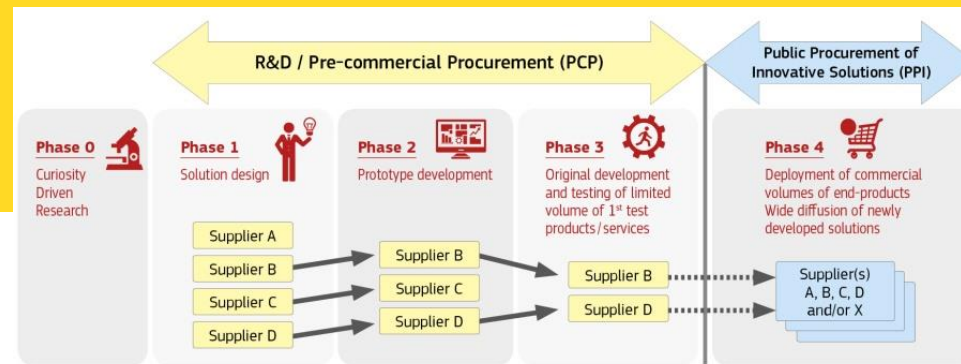 R&D / Pre-commercial Procurement (PCP)
Public Procurement of
Innovative Solutions (PPI)
Phase 0
Curiosity
Driven
Research
Phase 1
Solution design
Supplier A
Supplier B
Supplier C
Supplier D
Phase 2
Prototype development
Supplier B
Supplier C
Supplier D
Phase 3
Original development
and testing of limited
volume of 1st test
products/services
Supplier B
Supplier D
Phase 4
Deployment of commercial
volumes of end-products
Wide diffusion of newly
developed solutions
Supplier(s)
A, B, C, D
and/or X